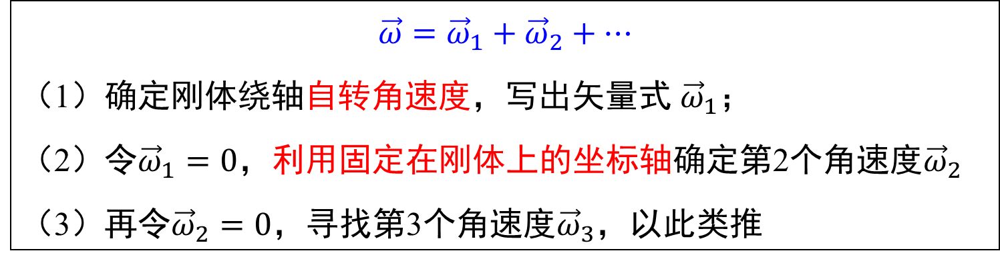 $\vec{\omega} = \vec{\omega}_1 + \vec{\omega}_2 + \cdots$
（1）确定刚体绕轴自转角速度，写出矢量式 $\vec{\omega}_1$；
（2）令$\vec{\omega}_1 = 0$，利用固定在刚体上的坐标轴确定第2个角速度$\vec{\omega}_2$
（3）再令$\vec{\omega}_2 = 0$，寻找第3个角速度$\vec{\omega}_3$，以此类推